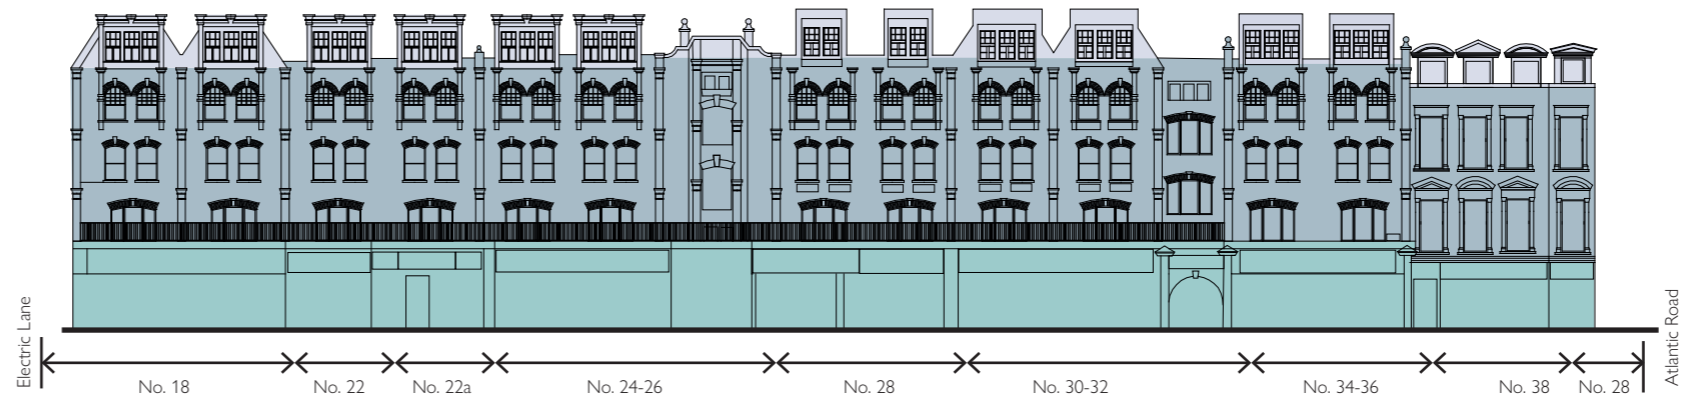 Electric Lane
Atlantic Road
No. 18
No. 22
No. 22a
No. 24-26
No. 28
No. 30-32
No. 34-36
No. 38
No. 28